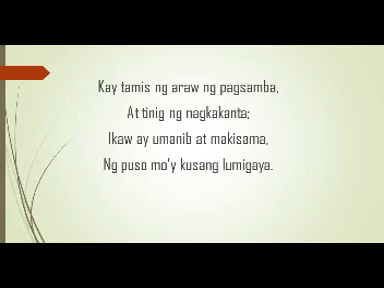 Kay tamis ng araw ng pagsamba,
At tinig ng nagkakanta;
Ikaw ay umanib at makisama,
Ng puso mo'y kusang lumigaya.